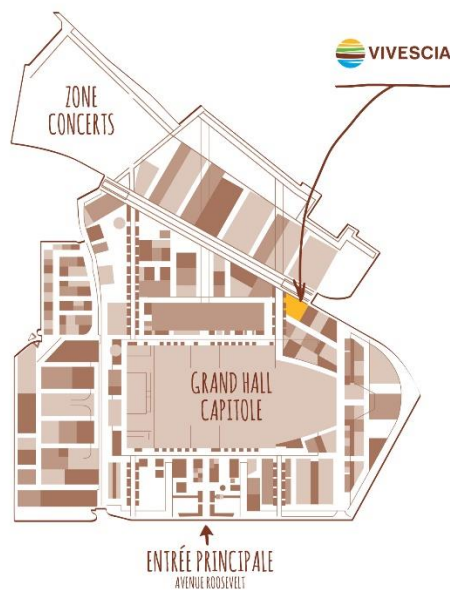 VIVESCIA
ZONE
CONCERTS
GRAND HALL
CAPITOLE
ENTRÉE PRINCIPALE
AVENUE ROOSEVELT